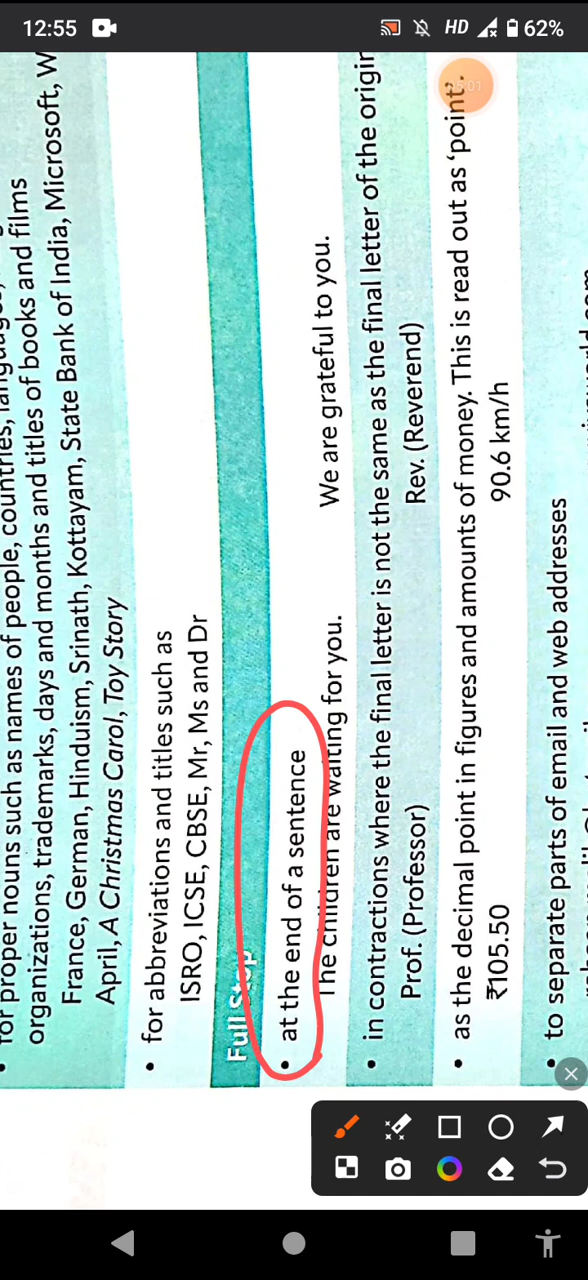 12:55
HD
62%
for proper nouns such as names of people, countries, languages,
organizations, trademarks, days and months and titles of books and films
France, German, Hinduism, Srinath, Kottayam, State Bank of India, Microsoft, W
April, A Christmas Carol, Toy Story
• for abbreviations and titles such as
ISRO, ICSE, CBSE, Mr, Ms and Dr
Full Stop
• at the end of a sentence
The children are waiting for you. We are grateful to you.
• in contractions where the final letter is not the same as the final letter of the origin
Prof. (Professor) Rev. (Reverend)
• as the decimal point in figures and amounts of money. This is read out as ‘point’.
₹105.50 90.6 km/h
• to separate parts of email and web addresses